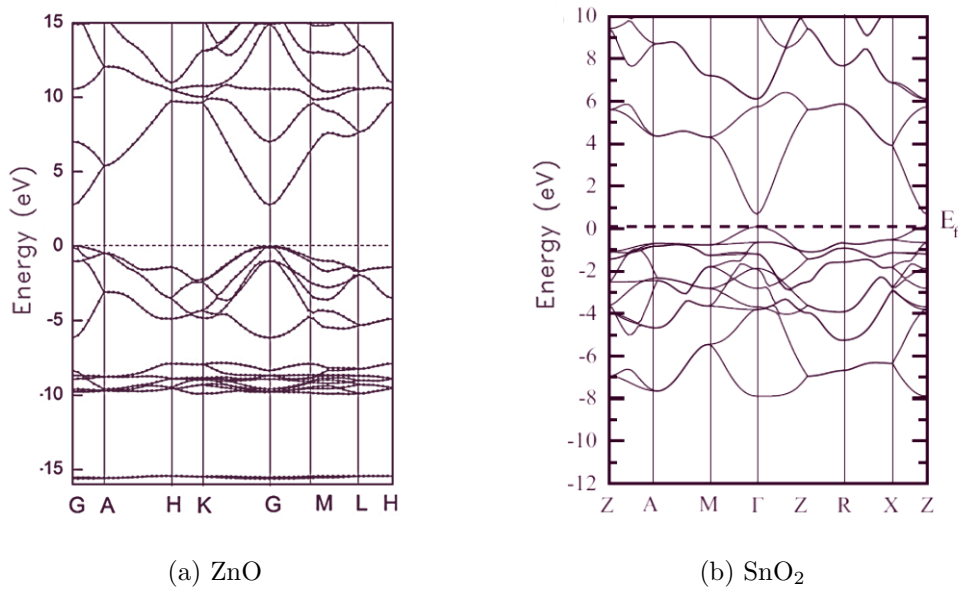 15
10
5
0
-5
-10
-15
Energy (eV)
G A H K G M L H
(a) ZnO
10
8
6
4
2
0
-2
-4
-6
-8
-10
-12
Energy (eV)
E_f
Z A M Γ Z R X Z
(b) SnO₂